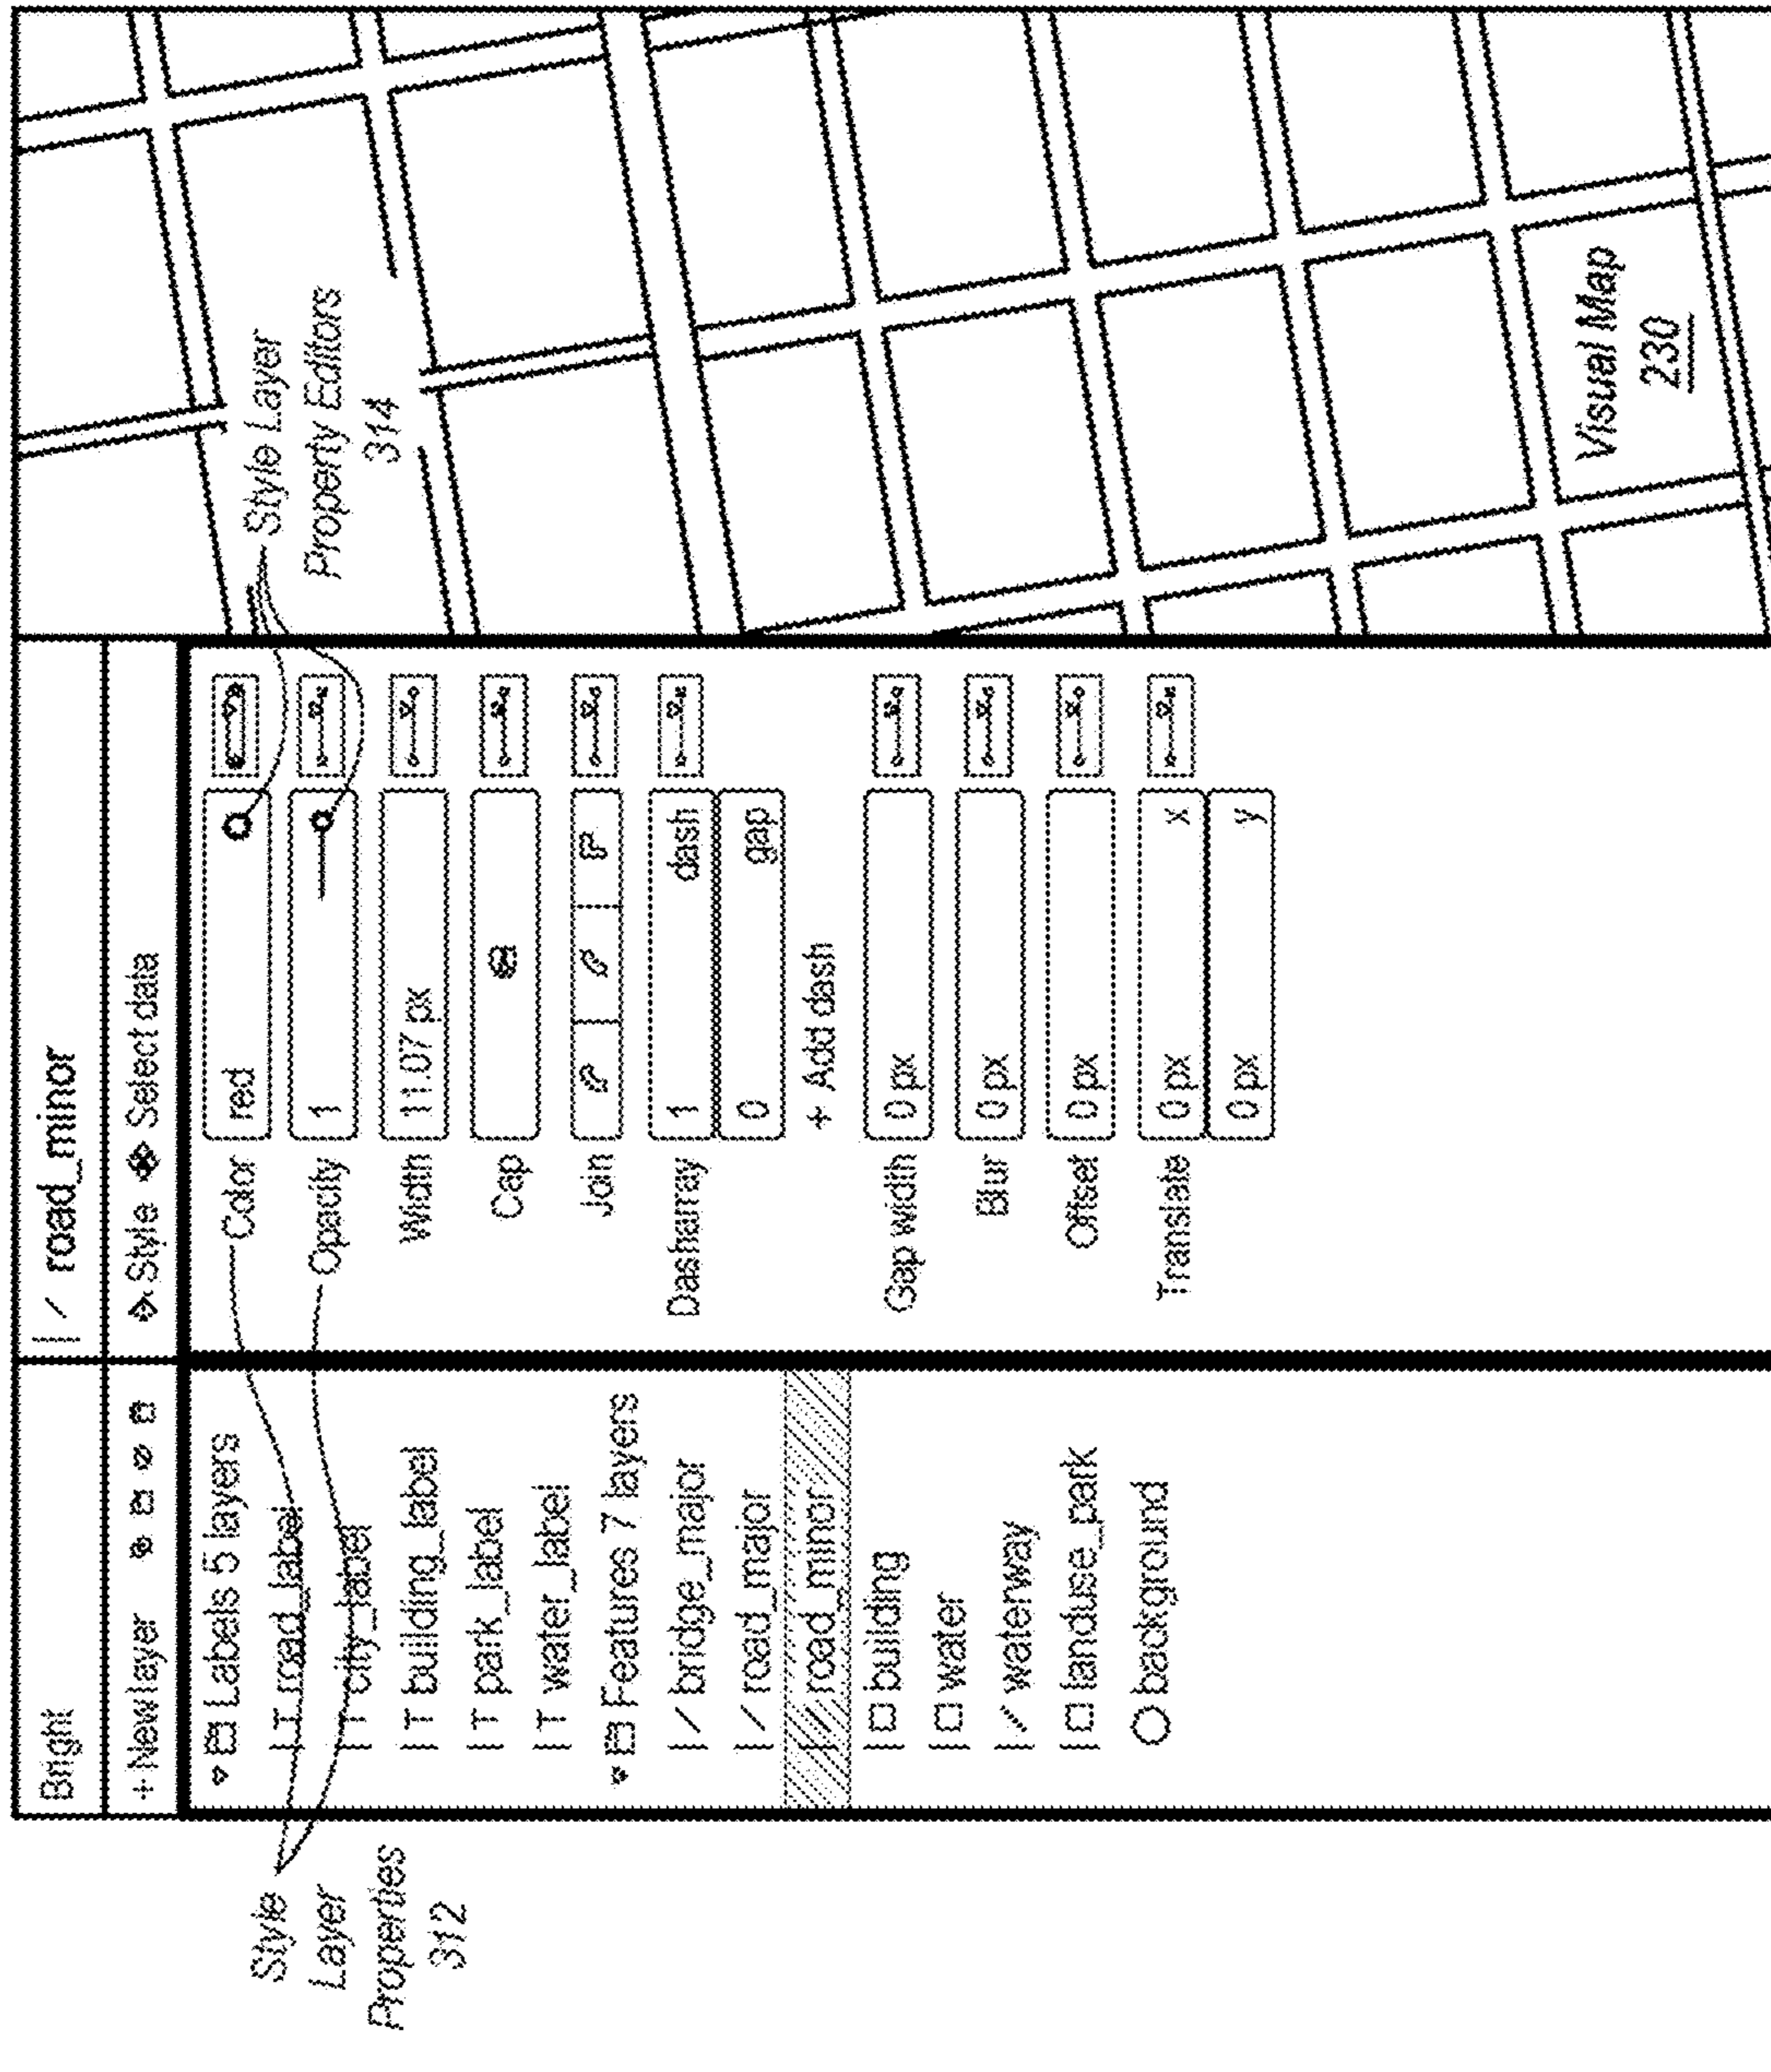 Bright
+ New layer
Labels 5 layers
T road_label
T city_label
T building_label
T park_label
T water_label
Features 7 layers
bridge_major
road_major
road_minor
building
water
waterway
landuse_park
background
Style
Layer
Properties
312
road_minor
Style Select data
Color red
Opacity 1
Width 11.07 px
Cap
Join
Dasharray 1 dash
0 gap
+ Add dash
Gap width 0 px
Blur 0 px
Offset 0 px
Translate 0 px x
0 px y
Style Layer
Property Editors
314
Visual Map
230